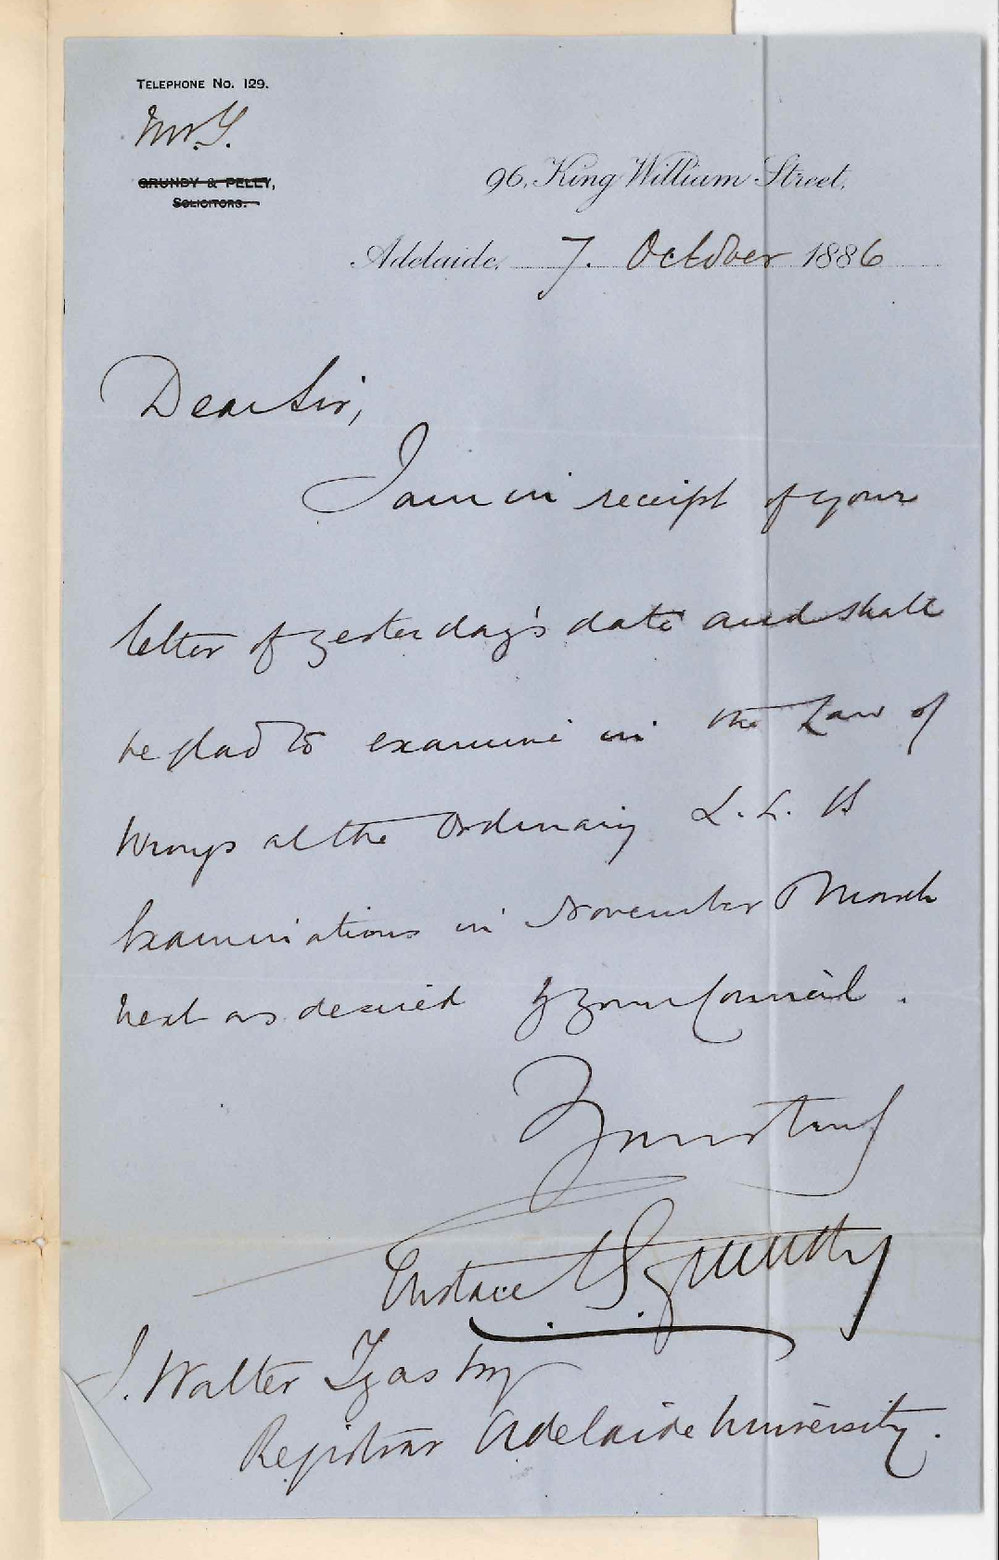 TELEPHONE No. 129.
Mr. G.
GRUNDY & PELLY,
SOLICITORS.
96, King William Street,
Adelaide, 7. October 1886
Dear Sir,
I am in receipt of your
letter of yesterday's date and shall
be glad to examine in the Law of
Wrongs at the Ordinary L. L. B
Examinations in November Month
next as desired by your Council.
Yours truly
Eustace B. Grundy
J. Walter Tyas Esq
Registrar Adelaide University.